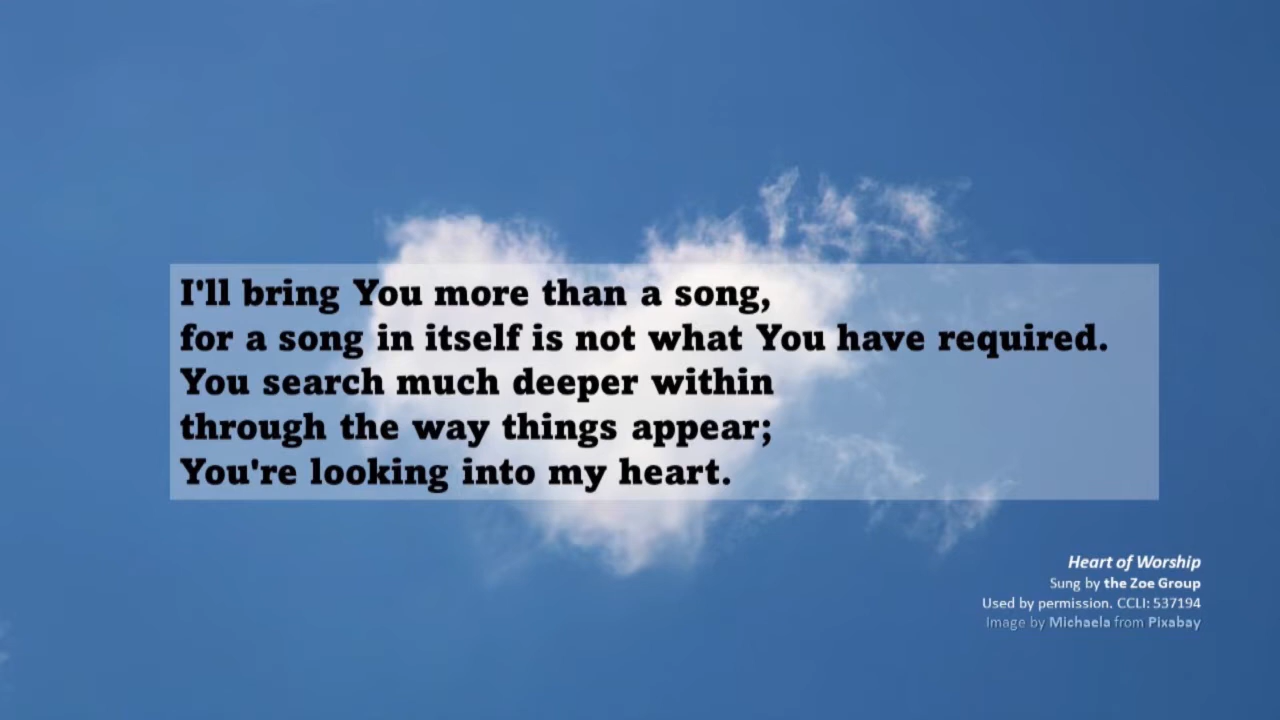 I'll bring You more than a song,
for a song in itself is not what You have required.
You search much deeper within
through the way things appear;
You're looking into my heart.
Heart of Worship
Sung by the Zoe Group
Used by permission. CCLI: 537194
Image by Michaela from Pixabay